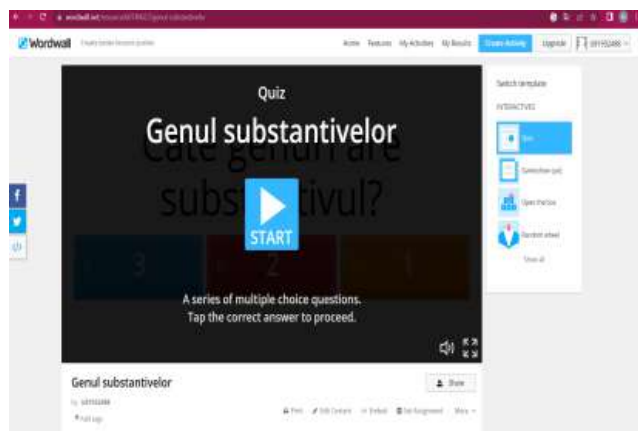 Wordwall
Home Features My Activities My Results Create Activity Upgrade
Switch template
INTERACTIVES
Quiz
Genul substantivelor
Câte genuri are
substantivul?
START
3 2 1
A series of multiple choice questions.
Tap the correct answer to proceed.
Open the box
Random wheel
Show all
Genul substantivelor
Share
by
Edit Content Embed Set Assignment More